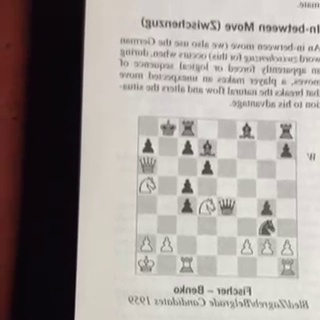 mate.
In-between Move (Zwischenzug)
An in-between move (we also use the German
word zwischenzug for this) occurs when, during
an apparently forced or logical sequence of
moves, a player makes an unexpected move
that breaks the natural flow and alters the situa-
tion to his advantage.
W
Fischer – Benko
Bled/Zagreb/Belgrade Candidates 1959